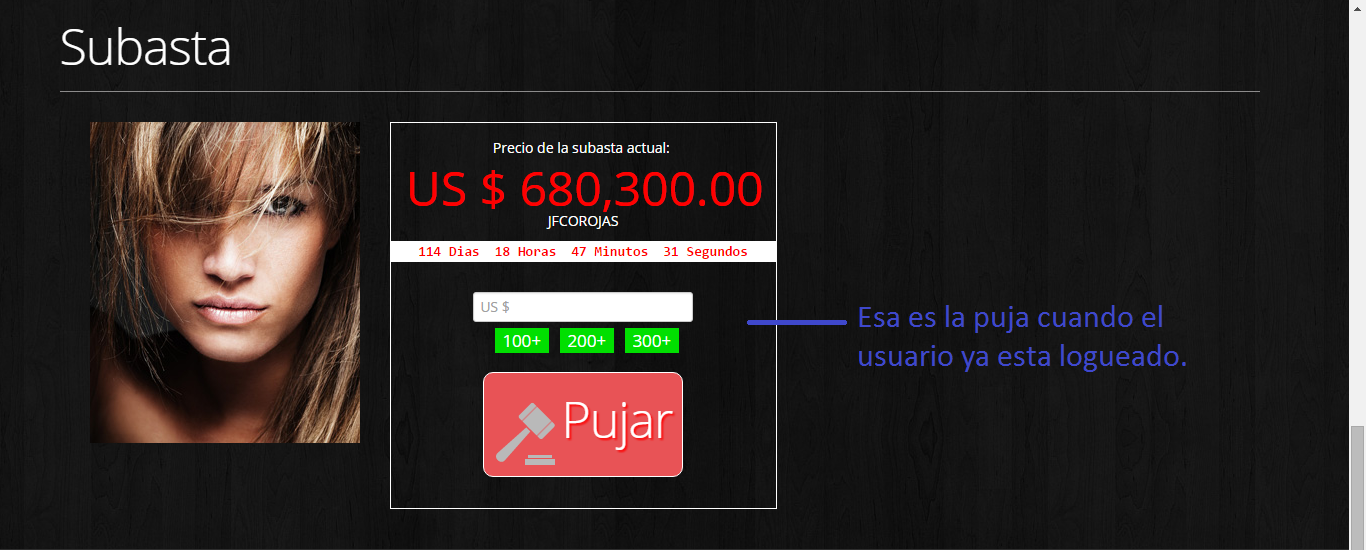 Subasta
Precio de la subasta actual:
US $ 680,300.00
JFCOROJAS
114 Dias 18 Horas 47 Minutos 31 Segundos
US $
100+ 200+ 300+
Pujar
Esa es la puja cuando el
usuario ya esta logueado.